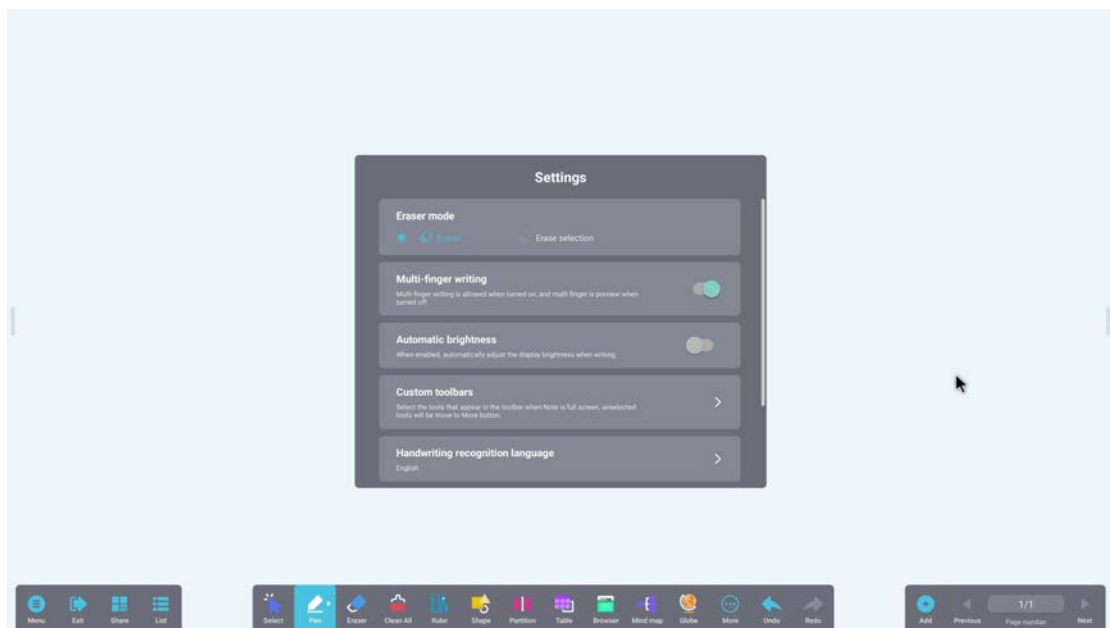 Settings
Eraser mode
Eraser
Erase selection
Multi-finger writing
Multi-finger writing is allowed when turned on, and multi-finger is preview when
turned off.
Automatic brightness
When enabled, automatically adjust the display brightness when writing.
Custom toolbars
Select the tools that appear in the toolbar when Note is full screen, unselected
tools will be move to More button.
Handwriting recognition language
English
Menu Exit Share List
Select Pen Eraser Clean All Ruler Shape Partition Table Browser Mind map Globe More Undo Redo
Add Previous 1/1 Page number Next